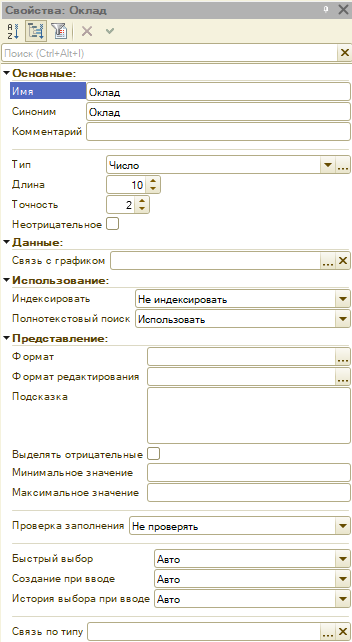 Свойства: Оклад
Поиск (Ctrl+Alt+I)
Основные:
Имя Оклад
Синоним Оклад
Комментарий
Тип Число
Длина 10
Точность 2
Неотрицательное
Данные:
Связь с графиком
Использование:
Индексировать Не индексировать
Полнотекстовый поиск Использовать
Представление:
Формат
Формат редактирования
Подсказка
Выделять отрицательные
Минимальное значение
Максимальное значение
Проверка заполнения Не проверять
Быстрый выбор Авто
Создание при вводе Авто
История выбора при вводе Авто
Связь по типу